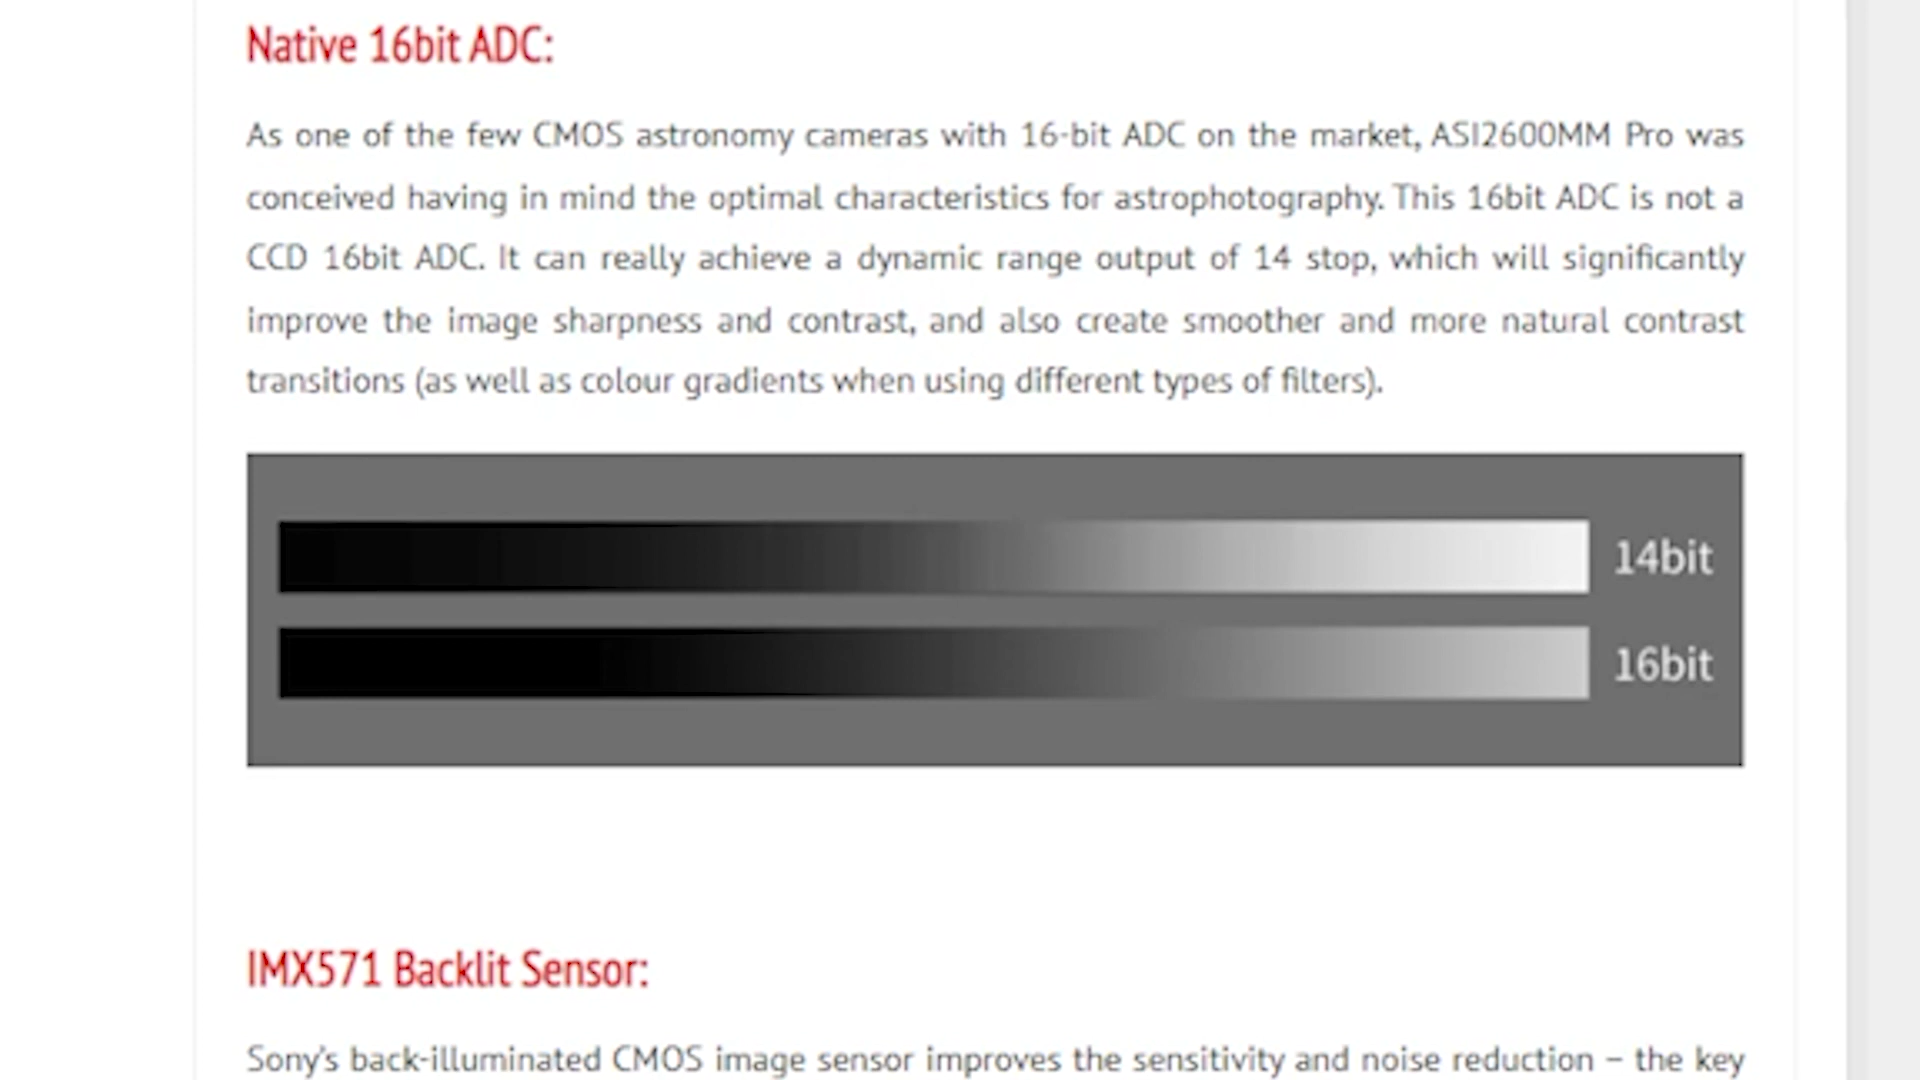 Native 16bit ADC:
As one of the few CMOS astronomy cameras with 16-bit ADC on the market, ASI2600MM Pro was
conceived having in mind the optimal characteristics for astrophotography. This 16bit ADC is not a
CCD 16bit ADC. It can really achieve a dynamic range output of 14 stop, which will significantly
improve the image sharpness and contrast, and also create smoother and more natural contrast
transitions (as well as colour gradients when using different types of filters).
14bit
16bit
IMX571 Backlit Sensor:
Sony's back-illuminated CMOS image sensor improves the sensitivity and noise reduction – the key